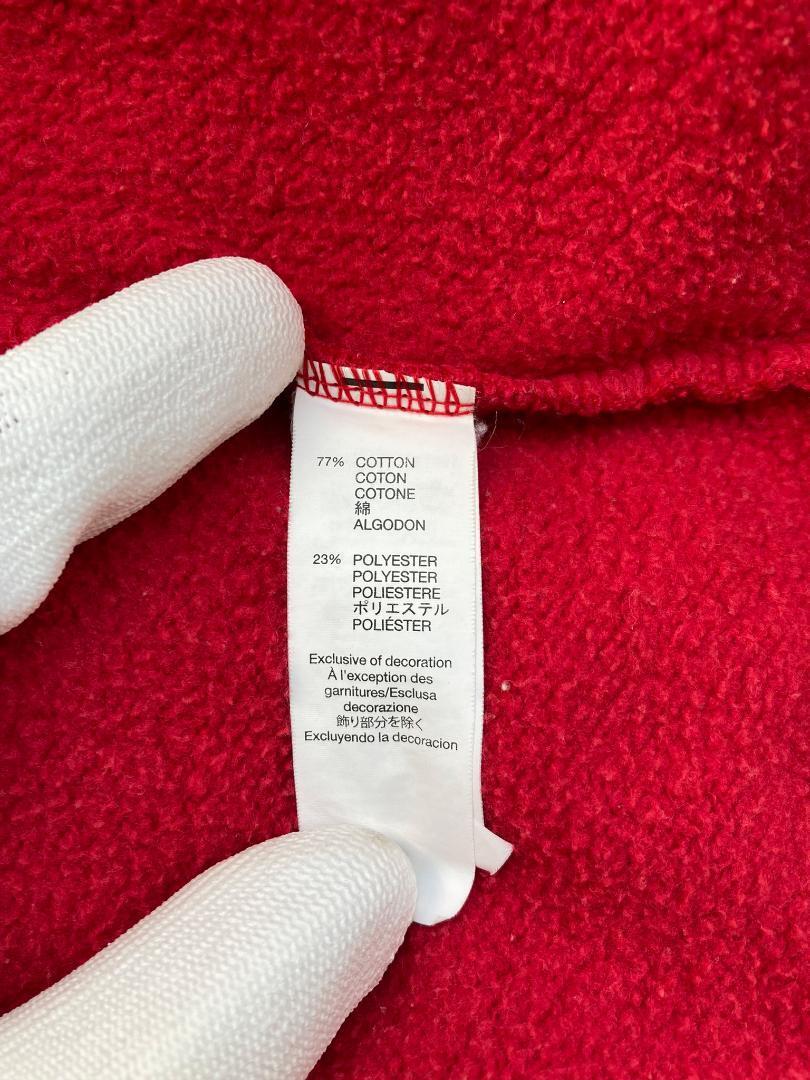 77% COTTON
COTON
COTONE
綿
ALGODON
23% POLYESTER
POLYESTER
POLIESTERE
ポリエステル
POLIÉSTER
Exclusive of decoration
À l'exception des
garnitures/Esclusa
decorazione
飾り部分を除く
Excluyendo la decoracion